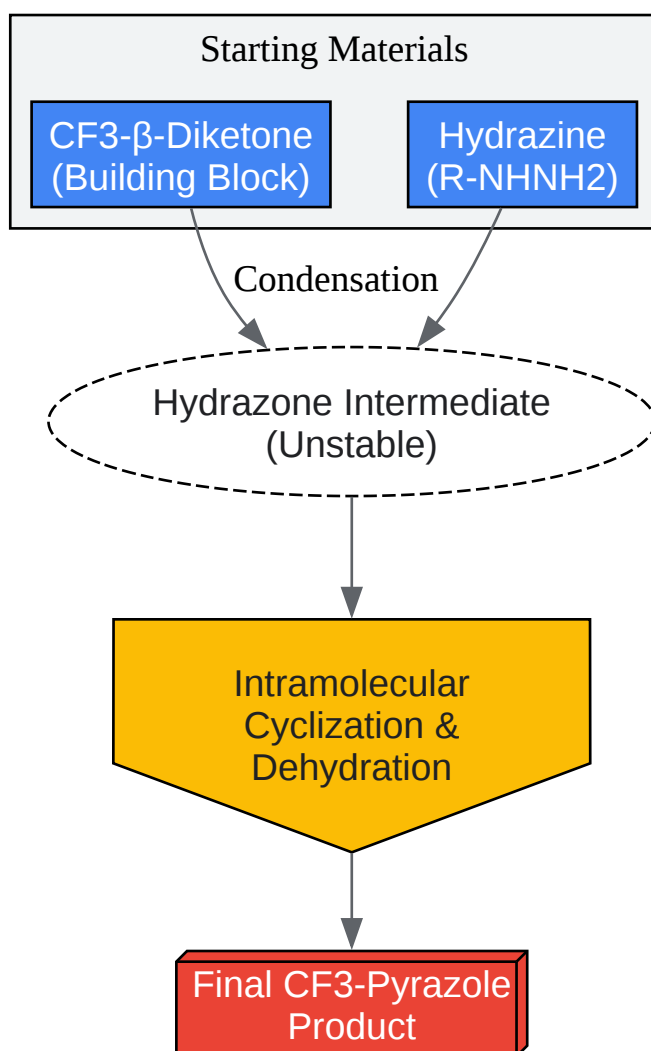 Starting Materials
CF3-β-Diketone
(Building Block)
Hydrazine
(R-NHNH2)
Condensation
Hydrazone Intermediate
(Unstable)
Intramolecular
Cyclization &
Dehydration
Final CF3-Pyrazole
Product